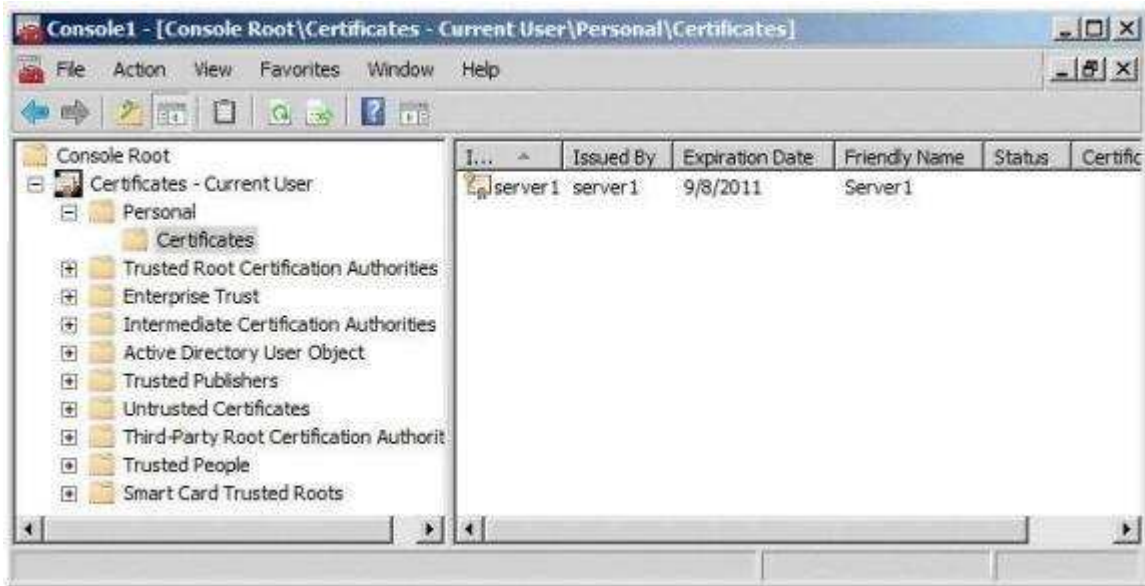 Console1 - [Console Root\Certificates - Current User\Personal\Certificates]
File Action View Favorites Window Help
Console Root
Certificates - Current User
Personal
Certificates
Trusted Root Certification Authorities
Enterprise Trust
Intermediate Certification Authorities
Active Directory User Object
Trusted Publishers
Untrusted Certificates
Third-Party Root Certification Authorit
Trusted People
Smart Card Trusted Roots
I... Issued By Expiration Date Friendly Name Status Certific
server1 server1 9/8/2011 Server1